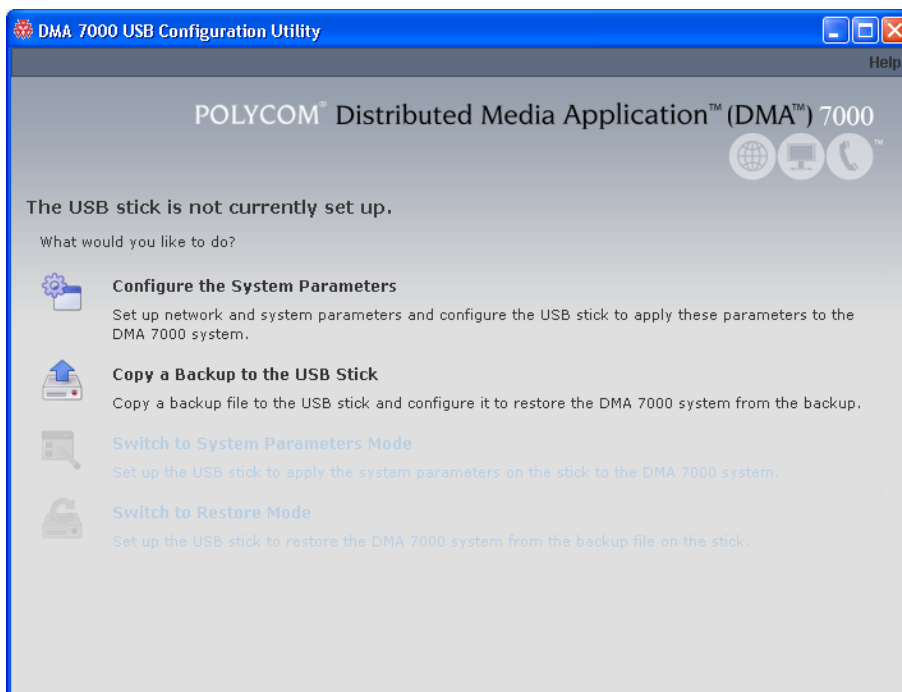 DMA 7000 USB Configuration Utility
Help
POLYCOM® Distributed Media Application™ (DMA™) 7000
™
The USB stick is not currently set up.
What would you like to do?
Configure the System Parameters
Set up network and system parameters and configure the USB stick to apply these parameters to the
DMA 7000 system.
Copy a Backup to the USB Stick
Copy a backup file to the USB stick and configure it to restore the DMA 7000 system from the backup.
Switch to System Parameters Mode
Set up the USB stick to apply the system parameters on the stick to the DMA 7000 system.
Switch to Restore Mode
Set up the USB stick to restore the DMA 7000 system from the backup file on the stick.